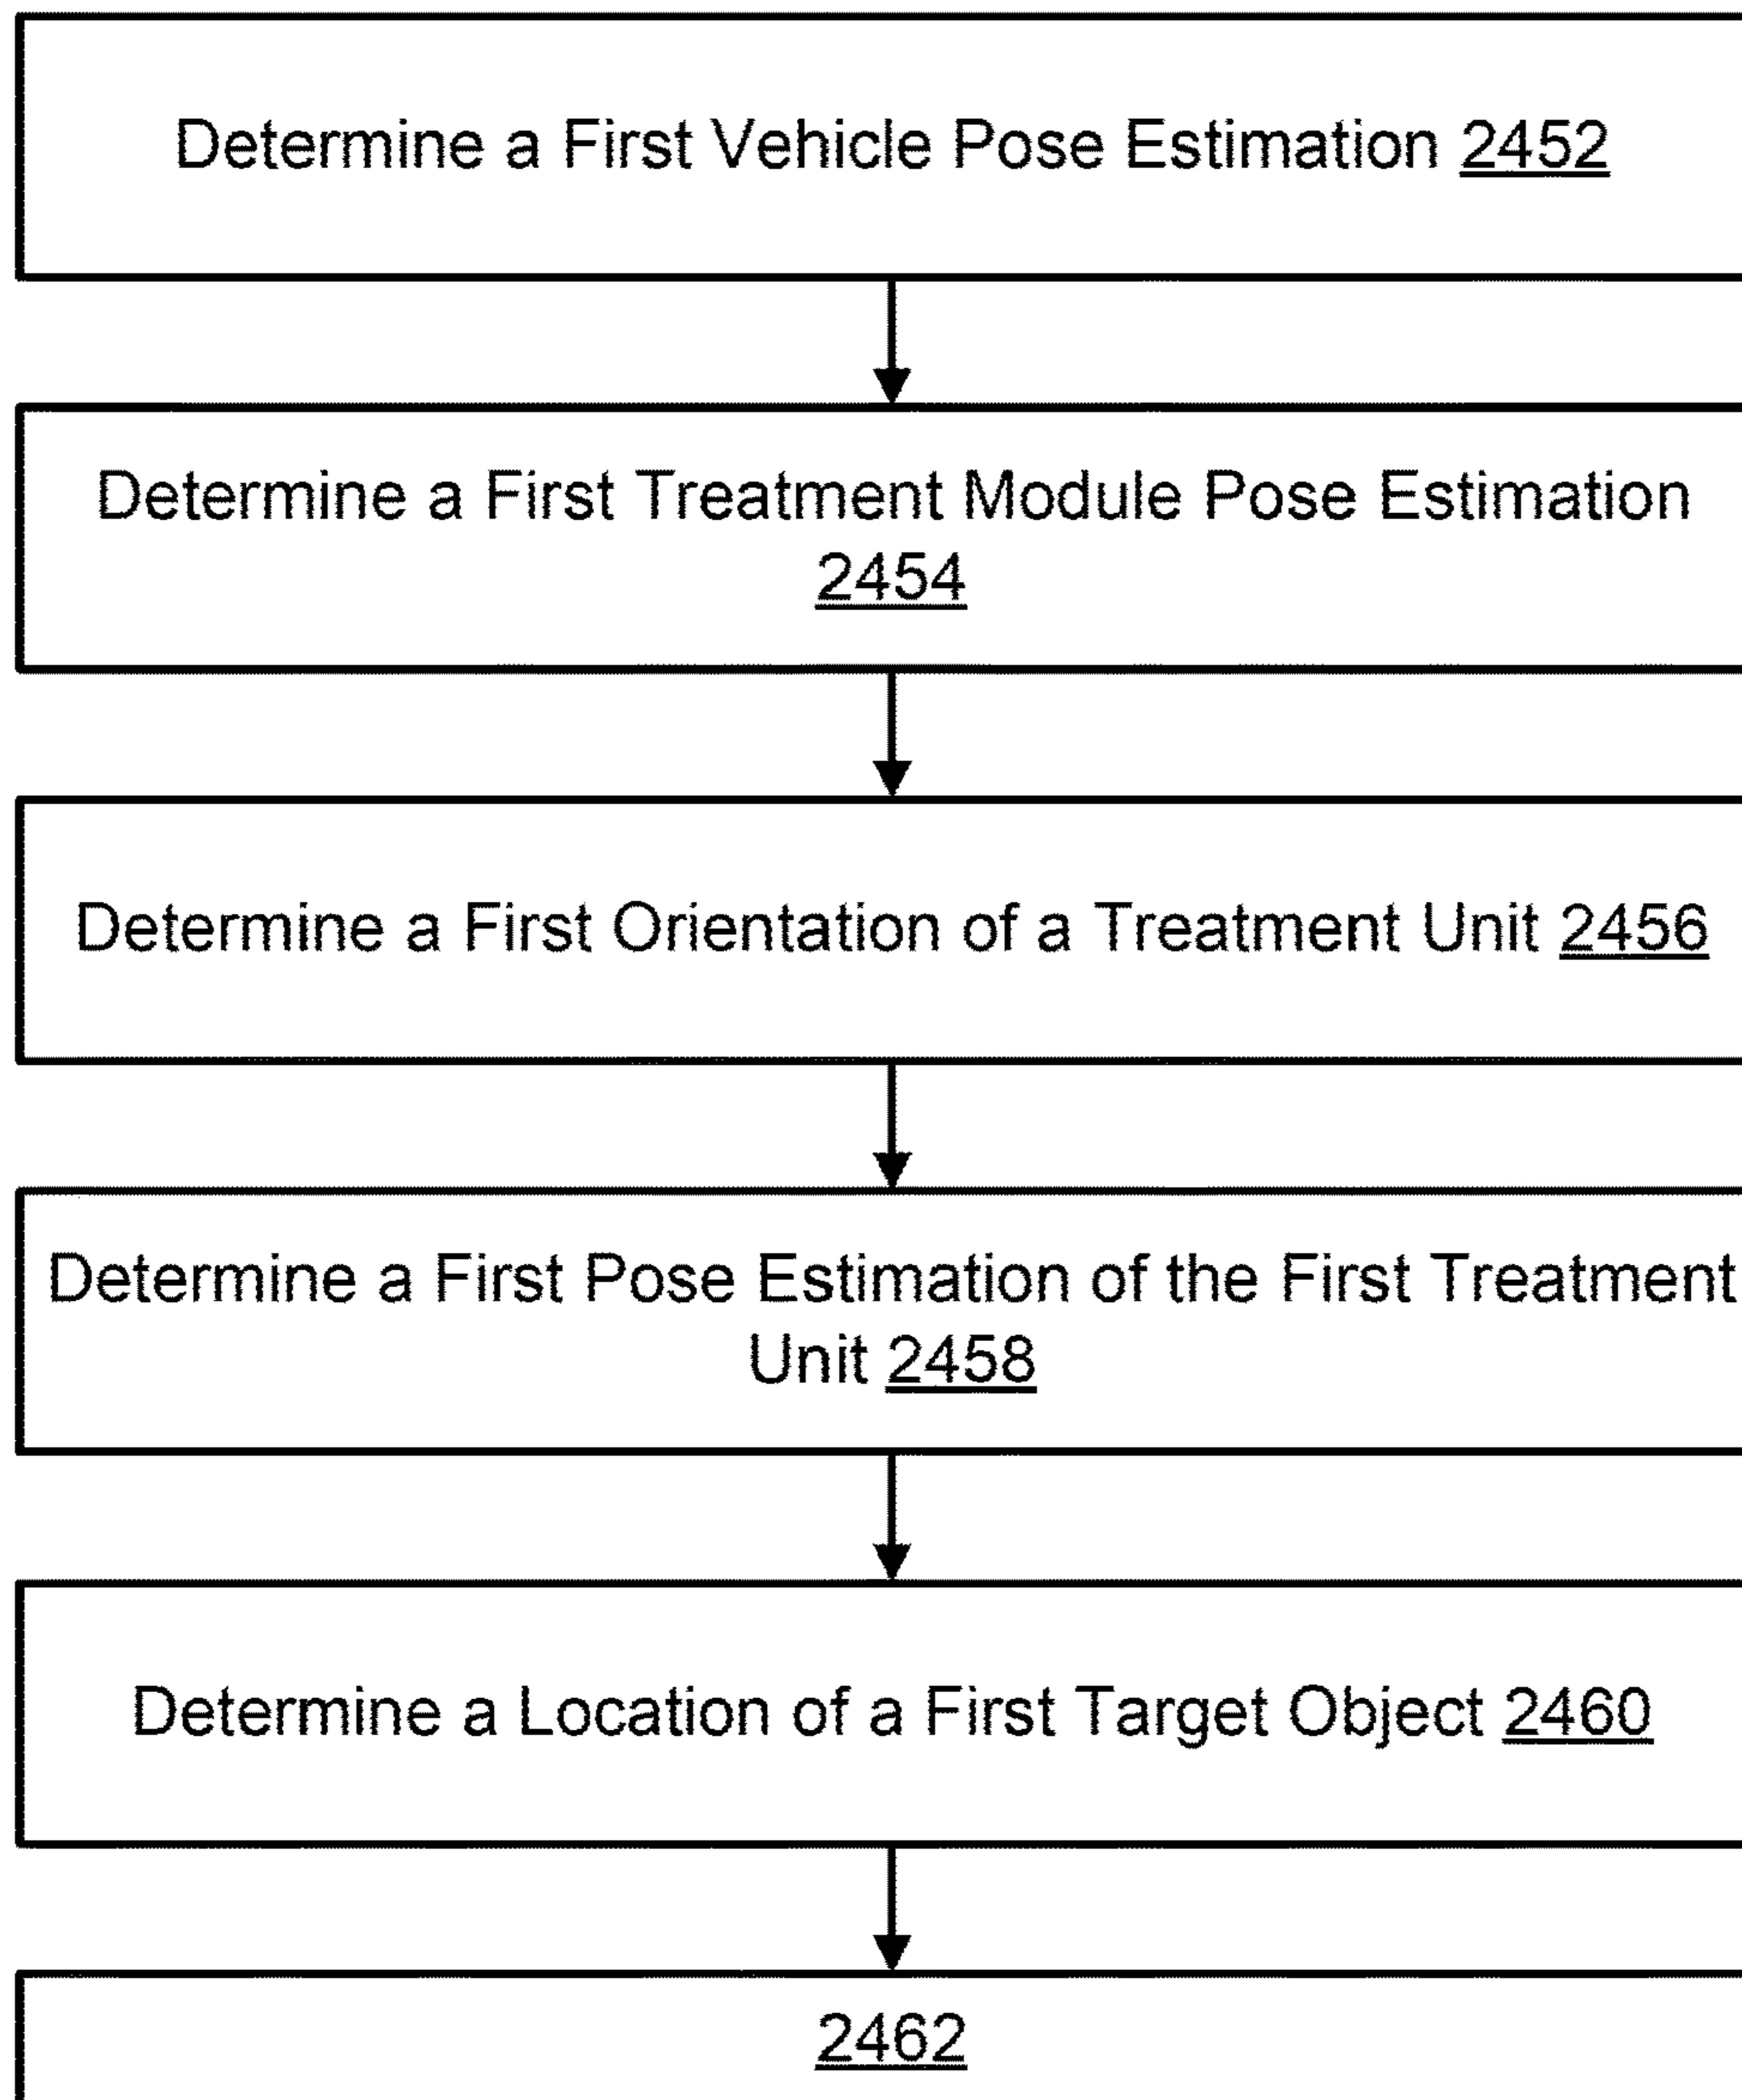 Determine a First Vehicle Pose Estimation 2452
Determine a First Treatment Module Pose Estimation
2454
Determine a First Orientation of a Treatment Unit 2456
Determine a First Pose Estimation of the First Treatment
Unit 2458
Determine a Location of a First Target Object 2460
2462